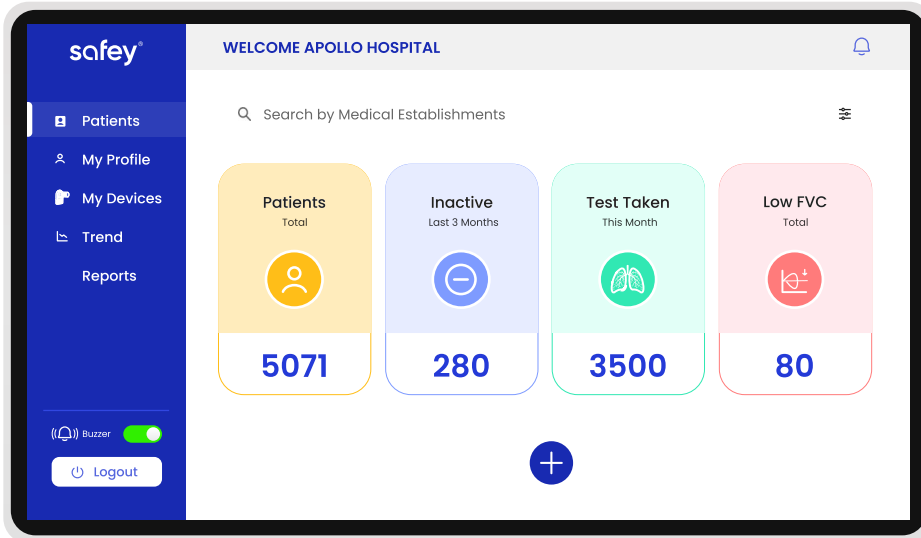 safey®
WELCOME APOLLO HOSPITAL
Patients
My Profile
My Devices
Trend
Reports
Search by Medical Establishments
Patients
Total
5071
Inactive
Last 3 Months
280
Test Taken
This Month
3500
Low FVC
Total
80
Buzzer
Logout